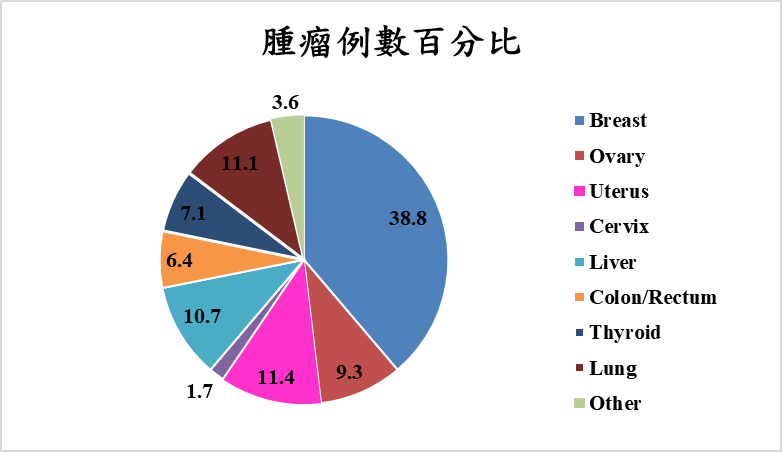 腫瘤例數百分比
3.6
11.1
7.1
38.8
6.4
10.7
1.7
11.4
9.3
Breast
Ovary
Uterus
Cervix
Liver
Colon/Rectum
Thyroid
Lung
Other